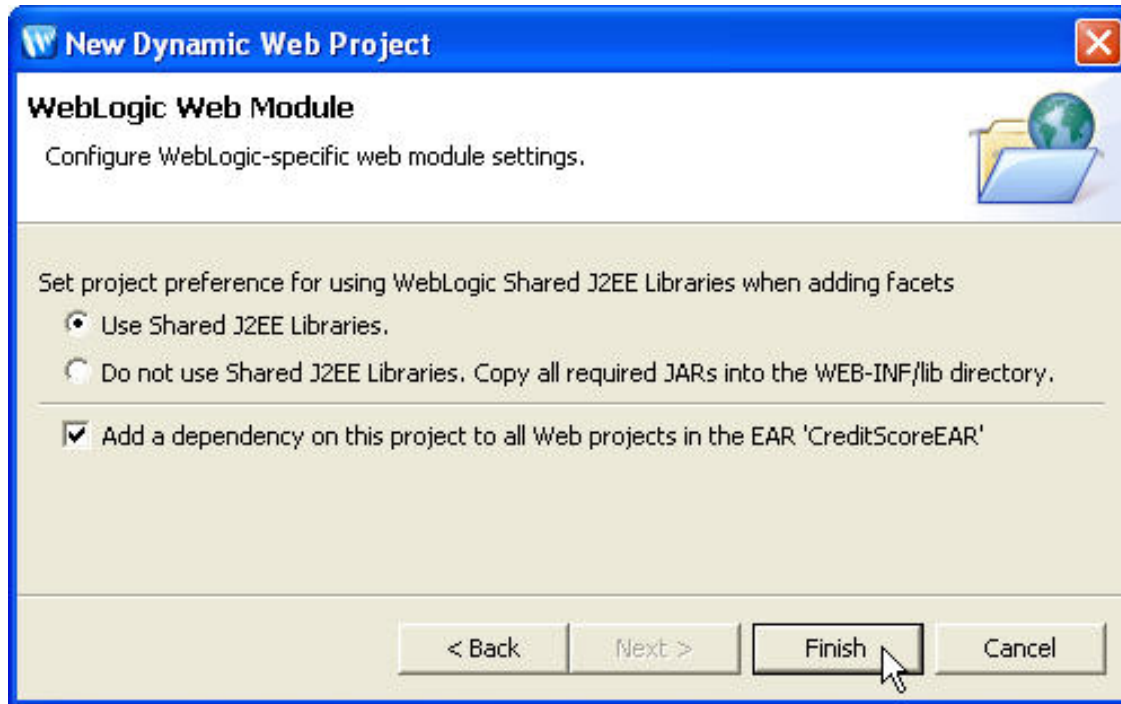 New Dynamic Web Project
WebLogic Web Module
Configure WebLogic-specific web module settings.
Set project preference for using WebLogic Shared J2EE Libraries when adding facets
Use Shared J2EE Libraries.
Do not use Shared J2EE Libraries. Copy all required JARs into the WEB-INF/lib directory.
Add a dependency on this project to all Web projects in the EAR 'CreditScoreEAR'
< Back Next > Finish Cancel